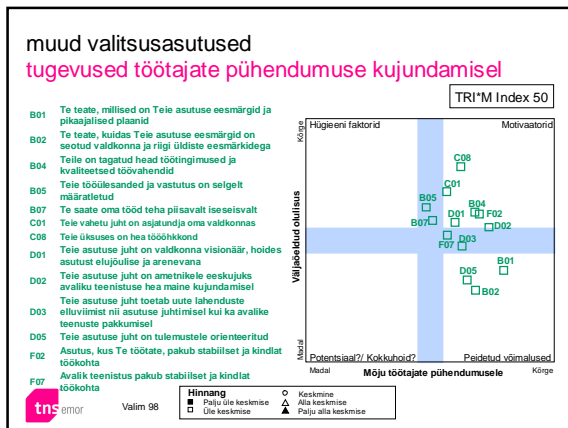 muud valitsusasutused
tugevused töötajate pühendumuse kujundamisel
TRI*M Index 50
B01 Te teate, millised on Teie asutuse eesmärgid ja
pikaajalised plaanid
B02 Te teate, kuidas Teie asutuse eesmärgid on
seotud valdkonna ja riigi üldiste eesmärkidega
B04 Teile on tagatud head töötingimused ja
kvaliteetsed töövahendid
B05 Teie tööülesanded ja vastutus on selgelt
määratletud
B07 Te saate oma tööd teha piisavalt iseseisvalt
C01 Teie vahetu juht on asjatundja oma valdkonnas
C08 Teie üksuses on hea tööõhkkond
D01 Teie asutuse juht on valdkonna visionäär, hoides
asutust elujõulise ja arenevana
D02 Teie asutuse juht on ametnikele eeskujuks
avaliku teenistuse hea maine kujundamisel
D03 Teie asutuse juht toetab uute lahenduste
elluviimist nii asutuse juhtimisel kui ka avalike
teenuste pakkumisel
D05 Teie asutuse juht on tulemustele orienteeritud
F02 Asutus, kus Te töötate, pakub stabiilset ja kindlat
töökohta
F07 Avalik teenistus pakub stabiilset ja kindlat
töökohta
Kõrge
Väljaöeldud olulisus
Madal
Hügieeni faktorid
Motivaatorid
C08
C01
B05
B07
B04
F02
D01
D02
F07
D03
B01
D05
B02
Potentsiaal?/ Kokkuhoid?
Peidetud võimalused
Madal
Mõju töötajate pühendumusele
Kõrge
tns emor
Valim 98
Hinnang
Palju üle keskmise
Üle keskmise
Keskmine
Alla keskmise
Palju alla keskmise